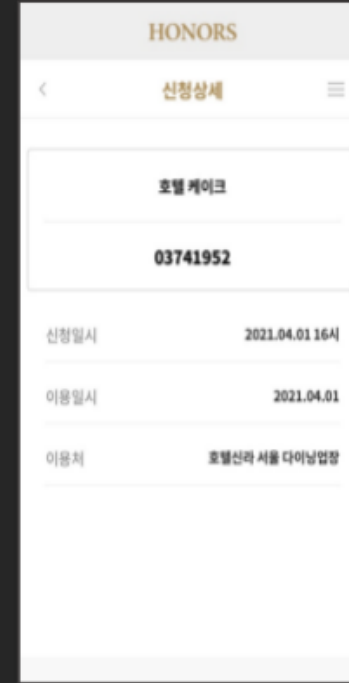 HONORS
신청상세
호텔 케이크
03741952
신청일시 2021.04.01 16시
이용일시 2021.04.01
이용처 호텔신라 서울 다이닝업장